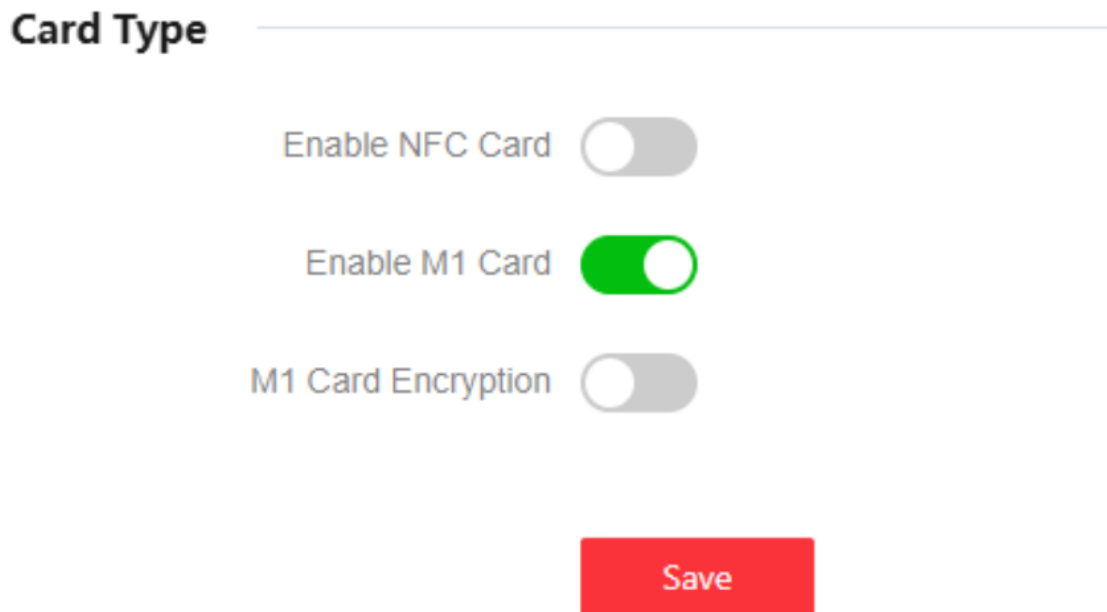 Card Type
Enable NFC Card
Enable M1 Card
M1 Card Encryption
Save